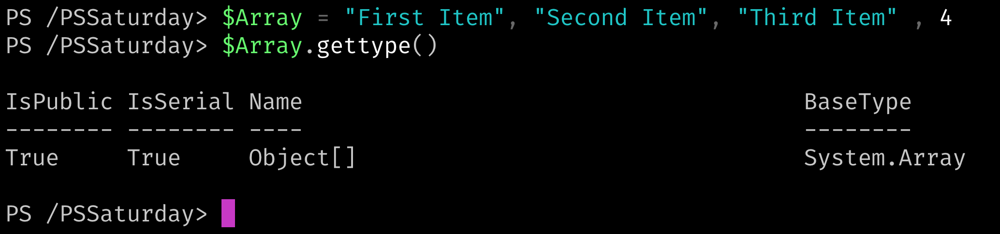 PS /PSSaturday> $Array = "First Item", "Second Item", "Third Item" , 4
PS /PSSaturday> $Array.gettype()
IsPublic IsSerial Name                                     BaseType
-------- -------- ----                                     --------
True     True     Object[]                                 System.Array
PS /PSSaturday>